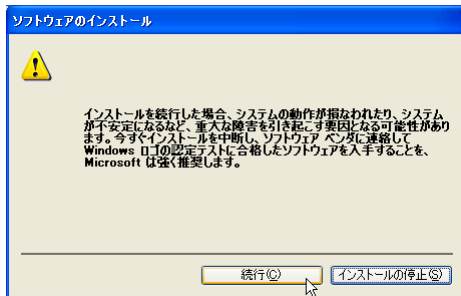 ソフトウェアのインストール
インストールを続行した場合、システムの動作が損なわれたり、システム
が不安定になるなど、重大な障害を引き起こす要因となる可能性があり
ます。今すぐインストールを中断し、ソフトウェア ベンダに連絡して
Windows ロゴの認定テストに合格したソフトウェアを入手することを、
Microsoft は強く推奨します。
続行(C)
インストールの停止(S)